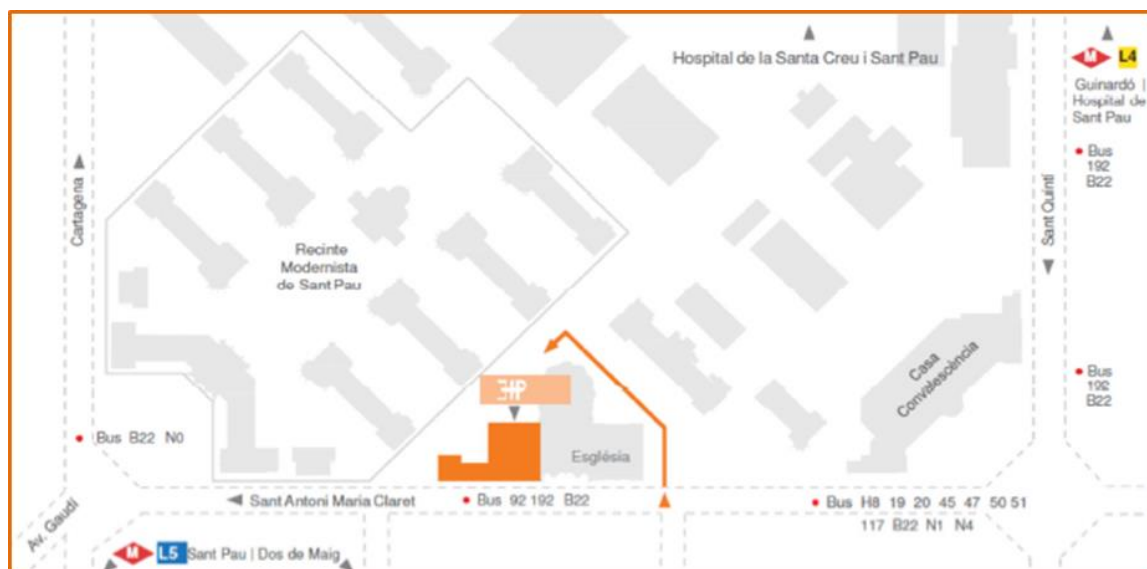 Hospital de la Santa Creu i Sant Pau
M L4
Guinardó |
Hospital de
Sant Pau
Bus
192
B22
Cartagena
Sant Quintí
Recinte
Modernista
de Sant Pau
Casa
Convalescència
Bus
192
B22
Bus B22 N0
Església
Sant Antoni Maria Claret
Bus 92 192 B22
Bus H8 19 20 45 47 50 51
117 B22 N1 N4
Av. Gaudí
M L5 Sant Pau | Dos de Maig